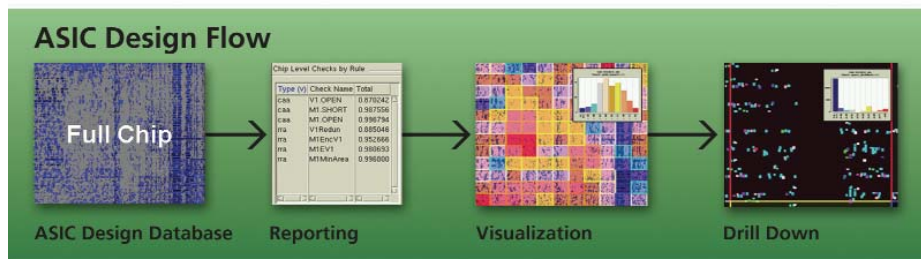 ASIC Design Flow
Full Chip
Chip Level Checks by Rule
Type (v) Check Name Total
caa V1.OPEN 0.870242
caa M1.SHORT 0.987556
caa M1.OPEN 0.998794
rra V1Redun 0.885046
rra M1EncV1 0.952666
rra M1EV1 0.980693
rra M1MinArea 0.996000
ASIC Design Database
Reporting
Visualization
Drill Down